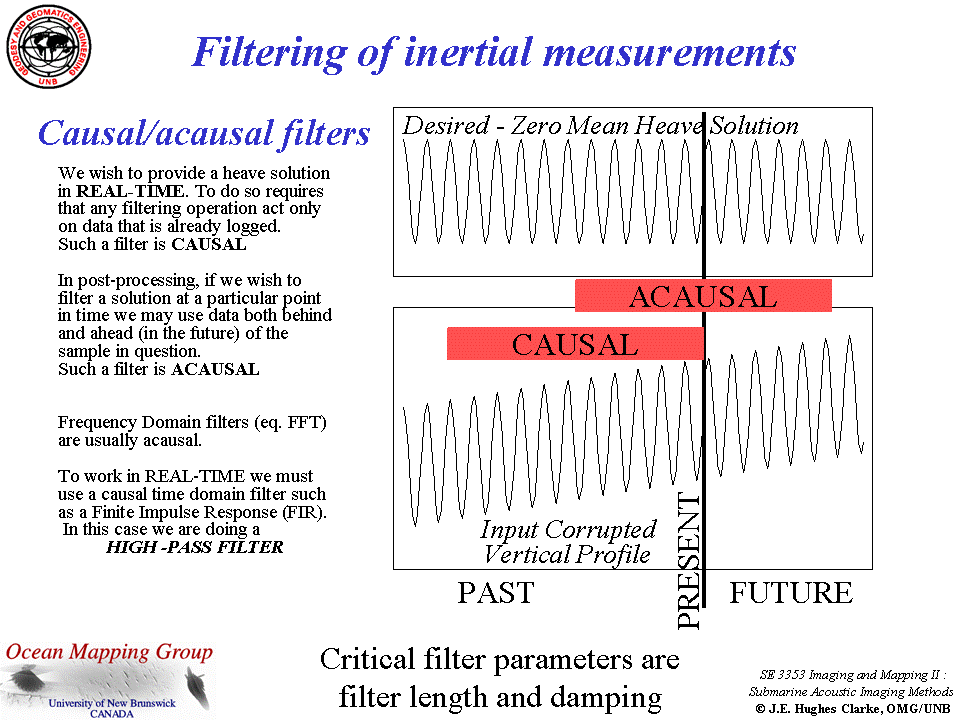 GEODESY AND GEOMATICS ENGINEERING
UNB
Filtering of inertial measurements
Causal/acausal filters
We wish to provide a heave solution
in REAL-TIME. To do so requires
that any filtering operation act only
on data that is already logged.
Such a filter is CAUSAL
In post-processing, if we wish to
filter a solution at a particular point
in time we may use data both behind
and ahead (in the future) of the
sample in question.
Such a filter is ACAUSAL
Frequency Domain filters (eq. FFT)
are usually acausal.
To work in REAL-TIME we must
use a causal time domain filter such
as a Finite Impulse Response (FIR).
In this case we are doing a
HIGH -PASS FILTER
Desired - Zero Mean Heave Solution
ACAUSAL
CAUSAL
Input Corrupted
Vertical Profile
PRESENT
PAST
FUTURE
Critical filter parameters are
filter length and damping
Ocean Mapping Group
University of New Brunswick
CANADA
SE 3353 Imaging and Mapping II :
Submarine Acoustic Imaging Methods
© J.E. Hughes Clarke, OMG/UNB